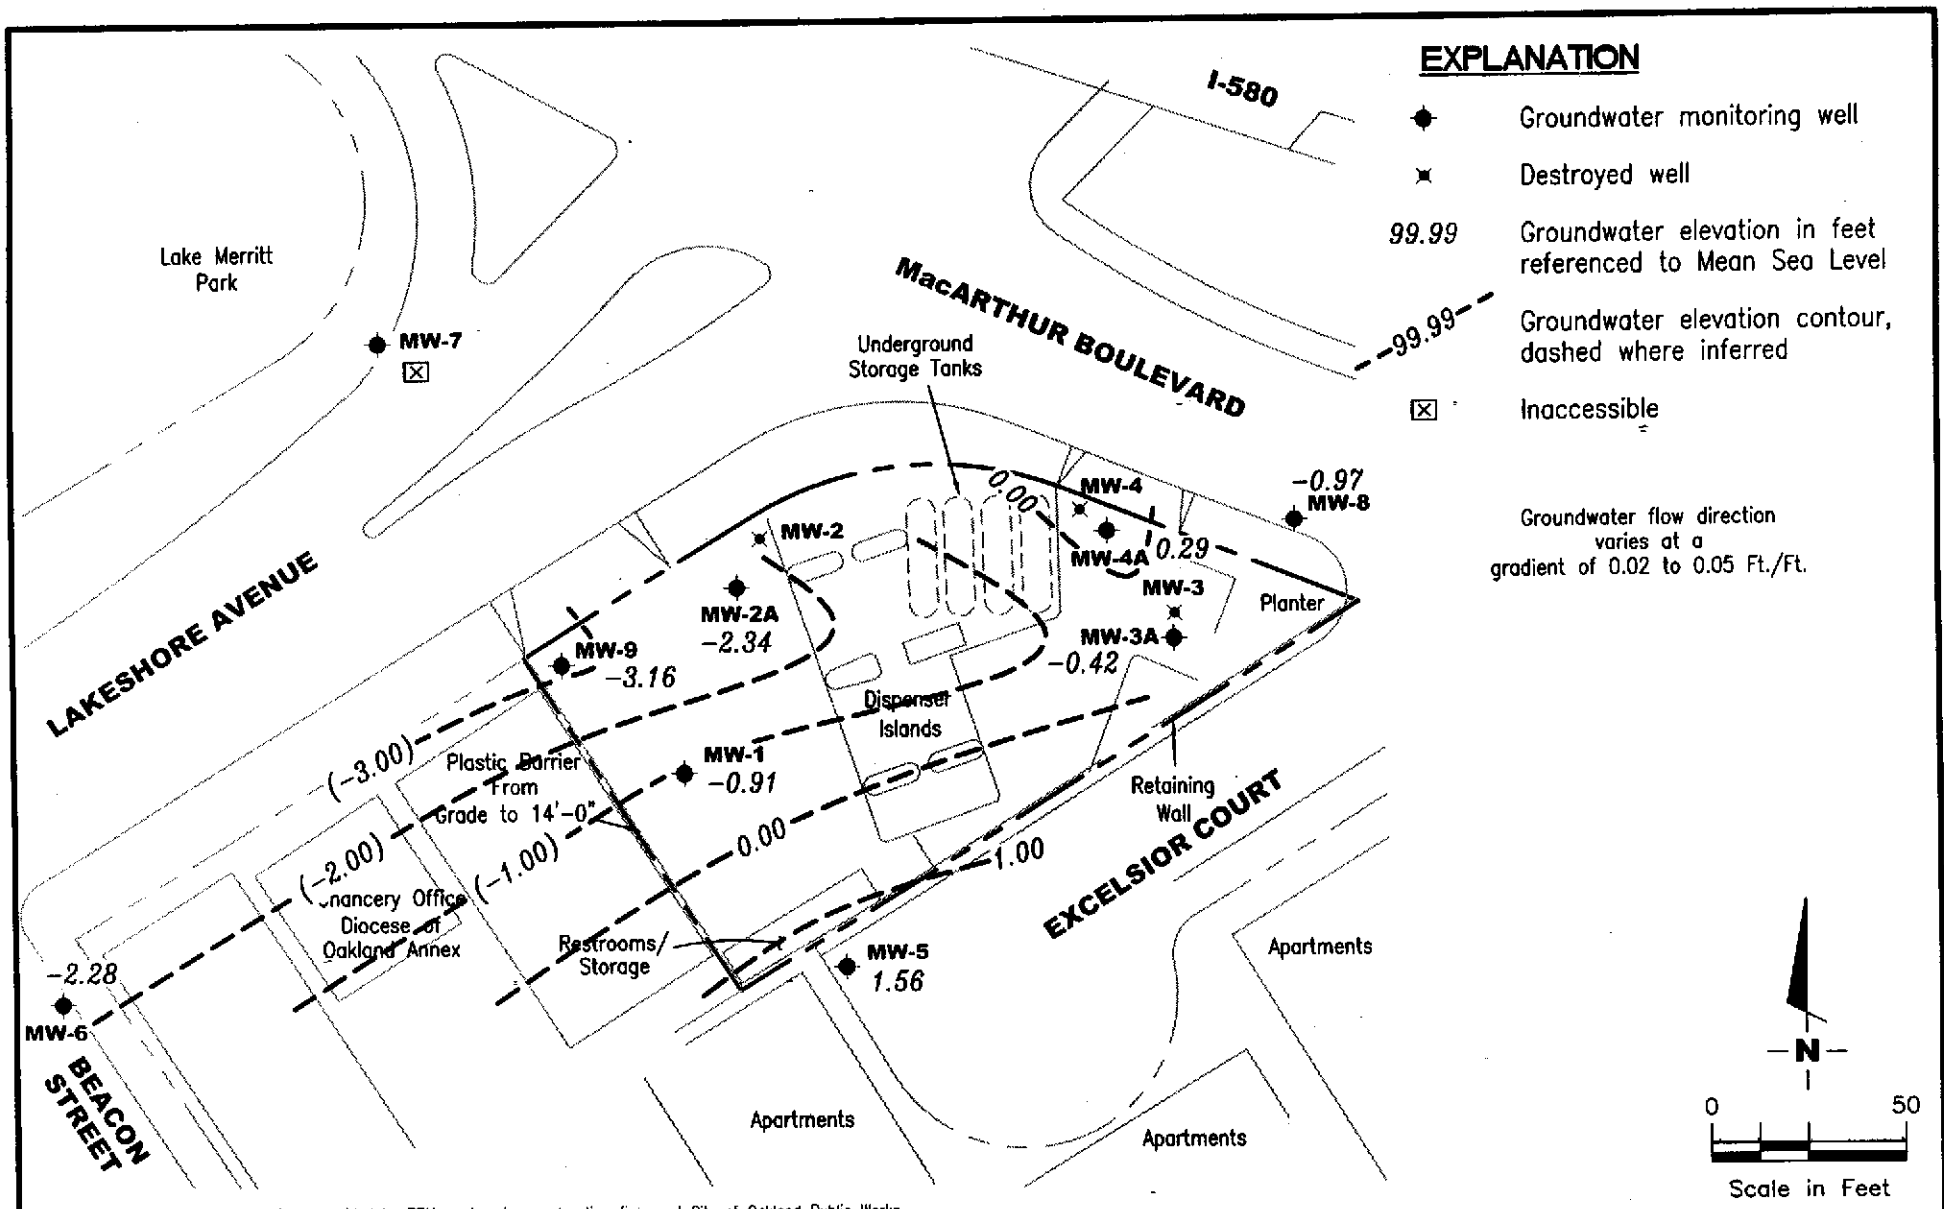 EXPLANATION
Groundwater monitoring well
Destroyed well
99.99
Groundwater elevation in feet
referenced to Mean Sea Level
99.99
Groundwater elevation contour,
dashed where inferred
Inaccessible
Groundwater flow direction
varies at a
gradient of 0.02 to 0.05 Ft./Ft.
I-580
Lake Merritt
Park
MW-7
MacARTHUR BOULEVARD
Underground
Storage Tanks
LAKESHORE AVENUE
0.00
MW-4
MW-4A
0.29
-0.97
MW-8
MW-2
MW-2A
-2.34
MW-3
MW-3A
-0.42
Planter
MW-9
-3.16
Dispenser
Islands
MW-1
-0.91
Plastic Barrier
From
Grade to 14'-0"
(-3.00)
(-2.00)
(-1.00)
0.00
1.00
Retaining
Wall
EXCELSIOR COURT
Office
Diocese of
Oakland Annex
Restrooms/
Storage
MW-5
1.56
-2.28
MW-6
BEACON
STREET
Apartments
Apartments
Apartments
N
0 50
Scale in Feet